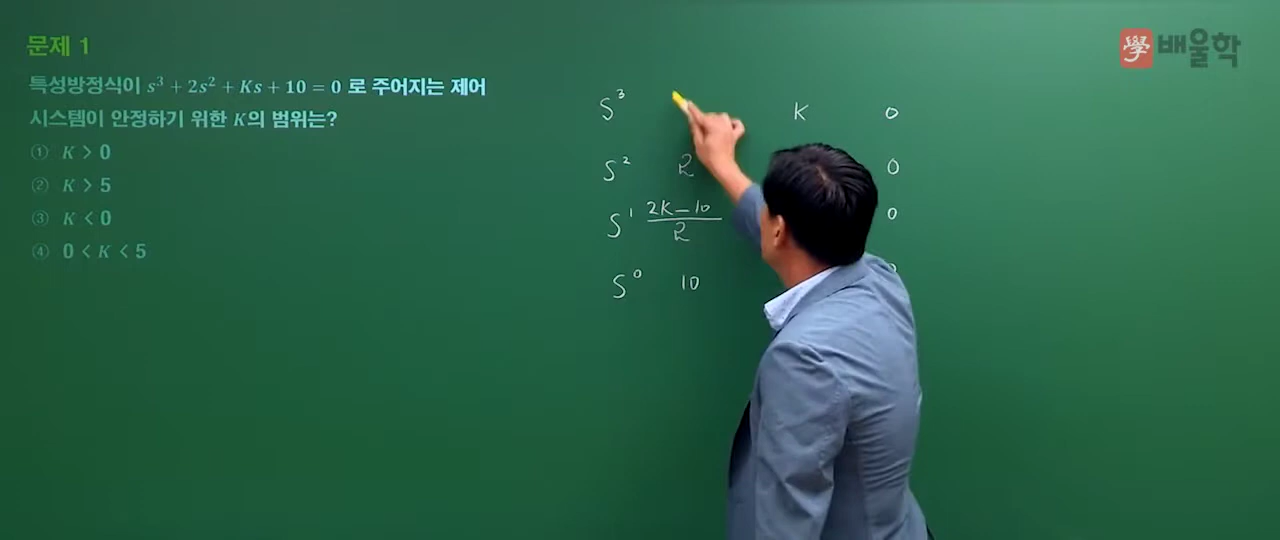 문제 1
學 배울학
특성방정식이 s³ + 2s² + Ks + 10 = 0 로 주어지는 제어
시스템이 안정하기 위한 K의 범위는?
① K > 0
② K > 5
③ K < 0
④ 0 < K < 5
S³ K 0
S² 2 0
S¹ 2K-10 0
2
S⁰ 10